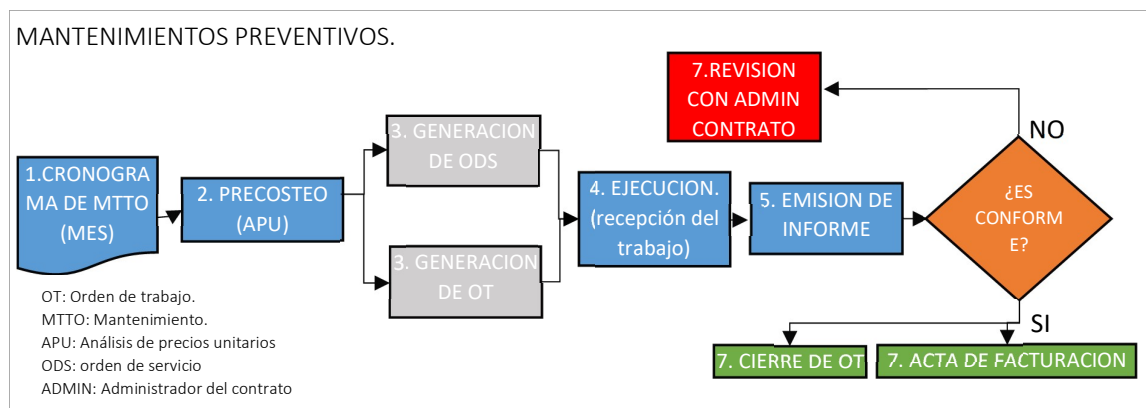 MANTENIMIENTOS PREVENTIVOS.
1.CRONOGRA
MA DE MTTO
(MES)
2. PRECOSTEO
(APU)
3. GENERACION
DE ODS
3. GENERACION
DE OT
4. EJECUCION.
(recepción del
trabajo)
5. EMISION DE
INFORME
¿ES
CONFORM
E?
NO
7.REVISION
CON ADMIN
CONTRATO
SI
7. CIERRE DE OT
7. ACTA DE FACTURACION
OT: Orden de trabajo.
MTTO: Mantenimiento.
APU: Análisis de precios unitarios
ODS: orden de servicio
ADMIN: Administrador del contrato